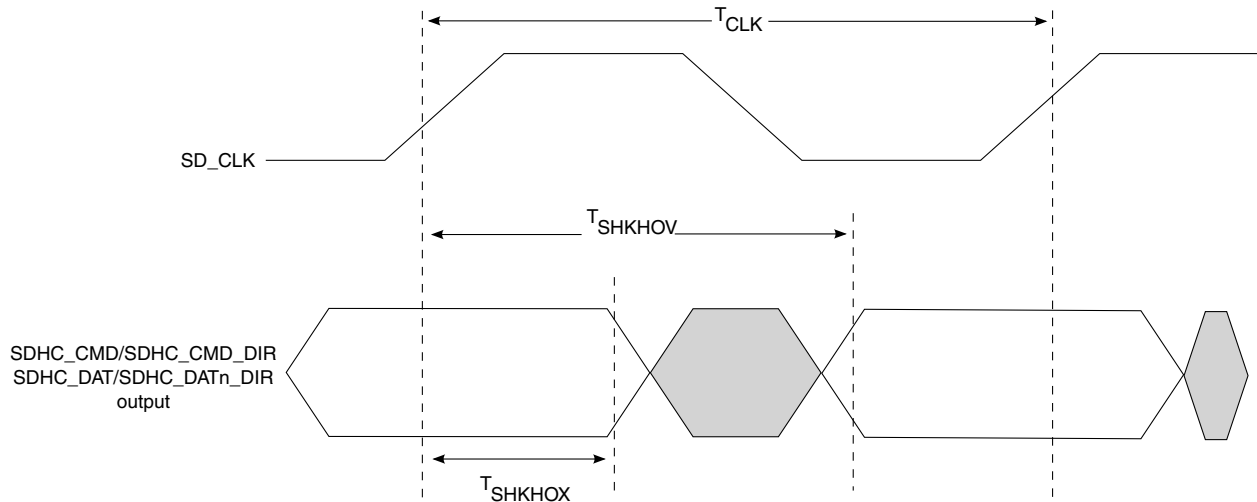 TCLK
SD_CLK
TSHKHOV
SDHC_CMD/SDHC_CMD_DIR
SDHC_DAT/SDHC_DATn_DIR
output
TSHKHOX